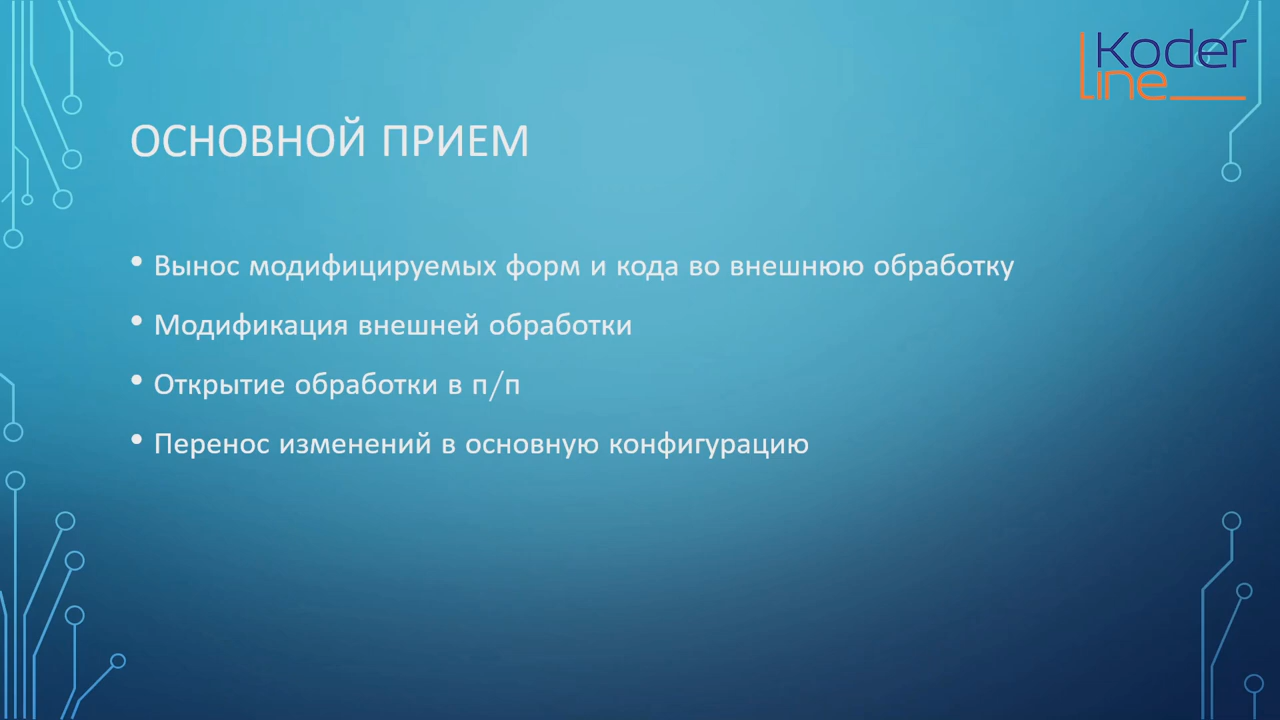 Koder
line
ОСНОВНОЙ ПРИЕМ
• Вынос модифицируемых форм и кода во внешнюю обработку
• Модификация внешней обработки
• Открытие обработки в п/п
• Перенос изменений в основную конфигурацию